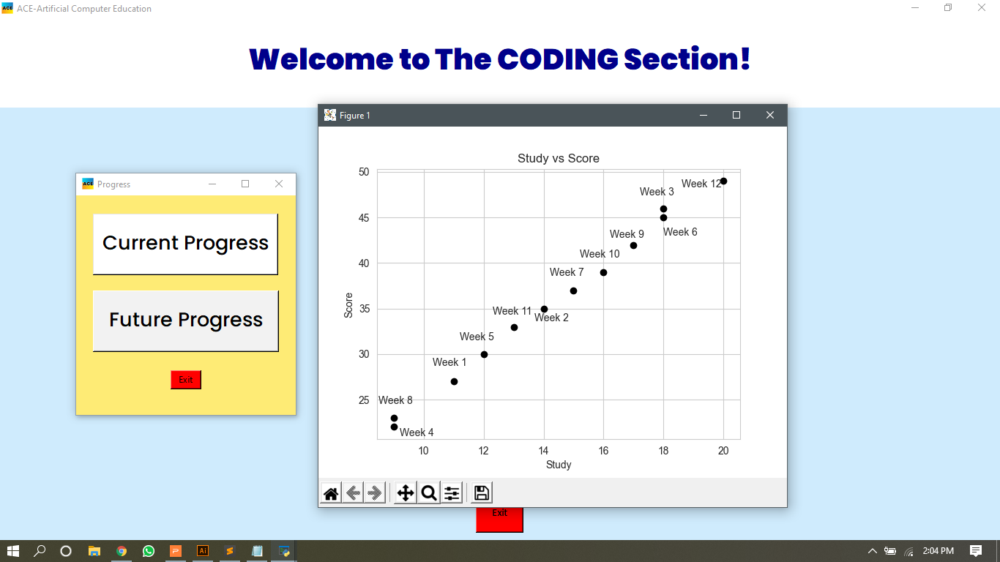 ACE
ACE-Artificial Computer Education
Welcome to The CODING Section!
Figure 1
Study vs Score
ACE
Progress
Current Progress
Future Progress
Exit
50
45
40
35
30
25
Score
Week 12
Week 3
Week 6
Week 9
Week 10
Week 7
Week 11
Week 2
Week 5
Week 1
Week 8
Week 4
10 12 14 16 18 20
Study
Exit
P
Ai
S
2:04 PM